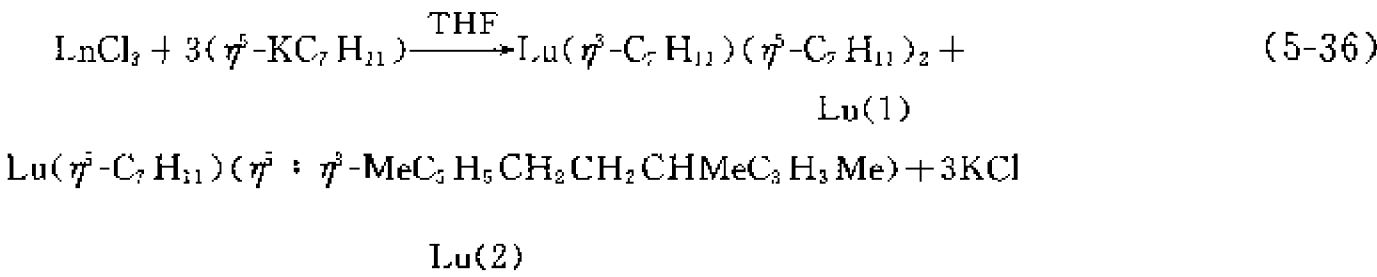 THF
LnCl₃ + 3(η⁵-KC₇H₁₁) ⟶ Lu(η³-C₇H₁₁)(η⁵-C₇H₁₁)₂ + (5-36)
Lu(1)
Lu(η⁵-C₇H₁₁)(η⁵ : η³-MeC₅H₅CH₂CH₂CHMeC₃H₃Me) + 3KCl
Lu(2)